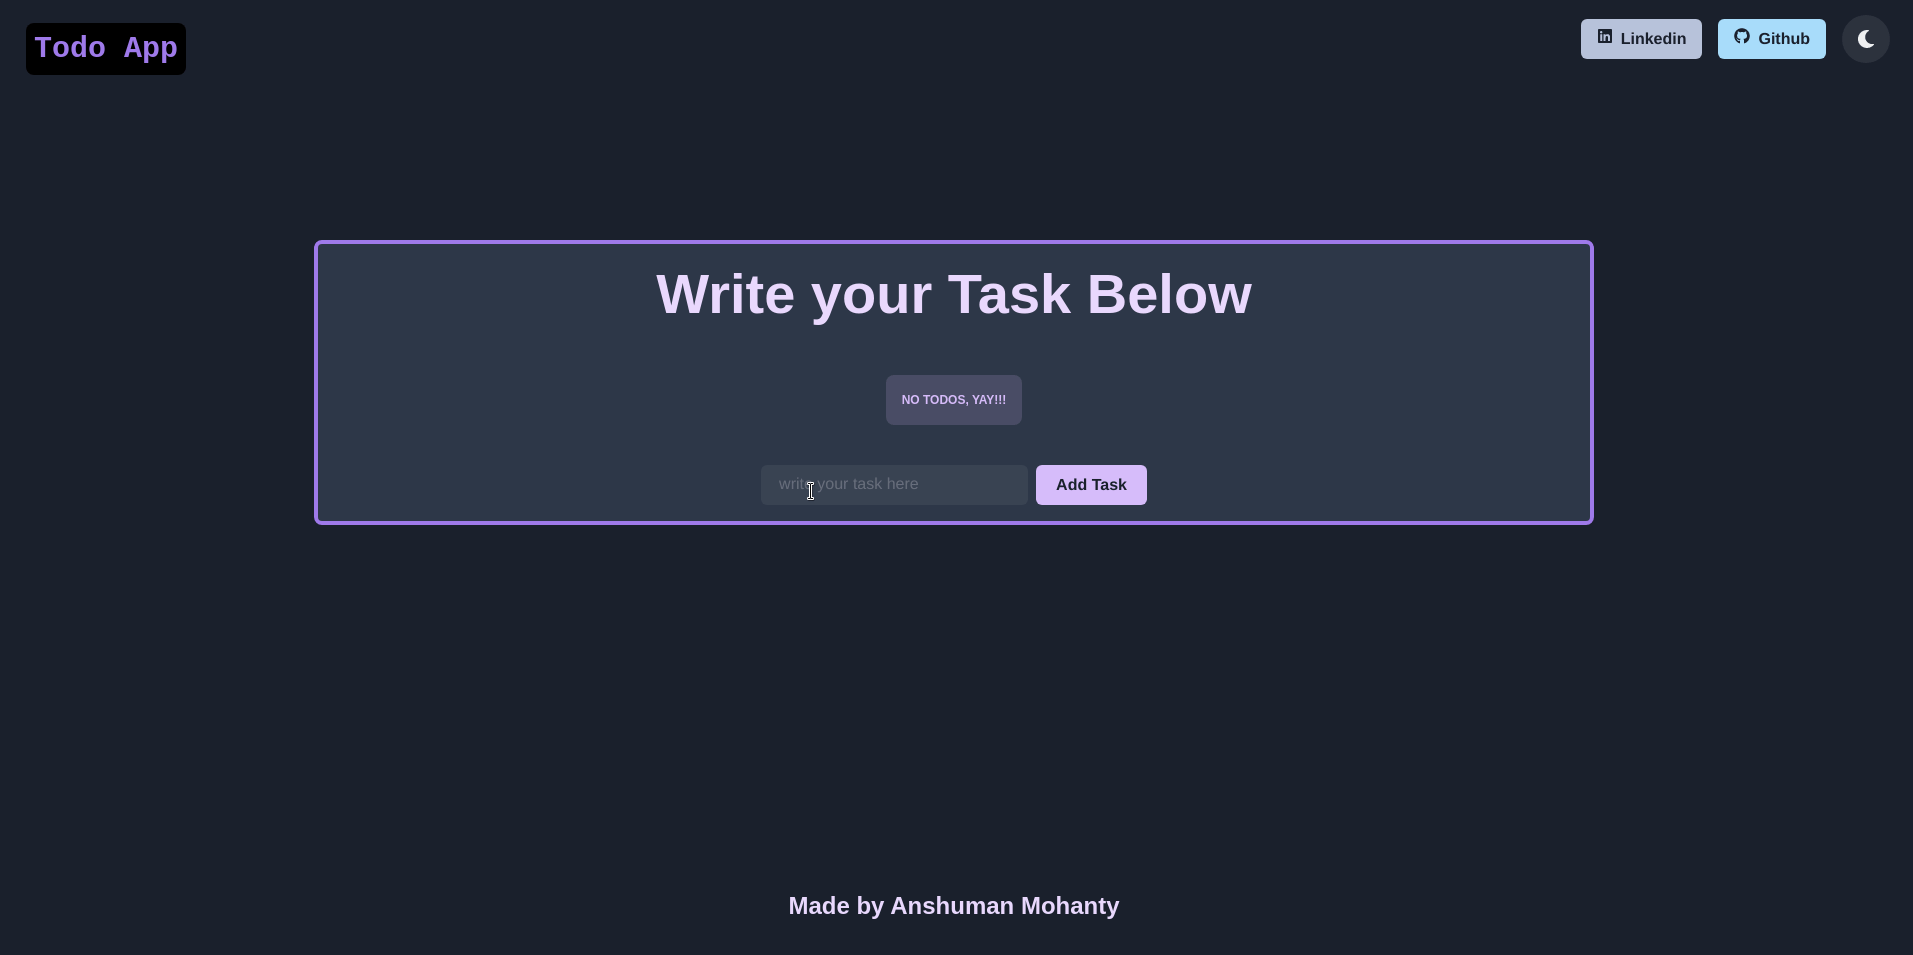 Todo App
Linkedin
Github
Write your Task Below
NO TODOS, YAY!!!
write your task here
Add Task
Made by Anshuman Mohanty